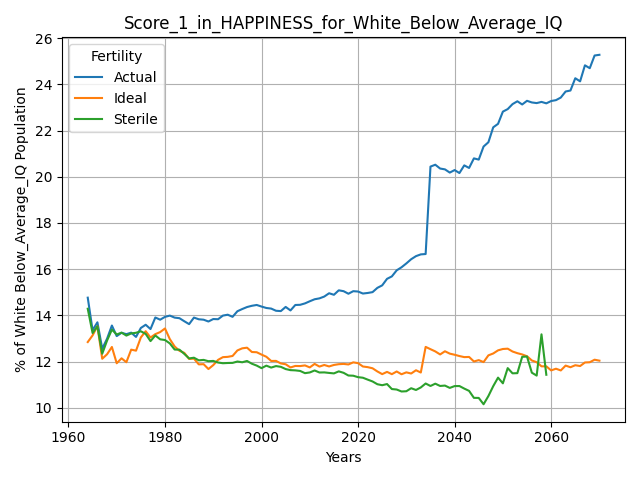 Score_1_in_HAPPINESS_for_White_Below_Average_IQ
26
24
22
20
18
16
14
12
10
% of White Below_Average_IQ Population
Fertility
Actual
Ideal
Sterile
1960 1980 2000 2020 2040 2060
Years